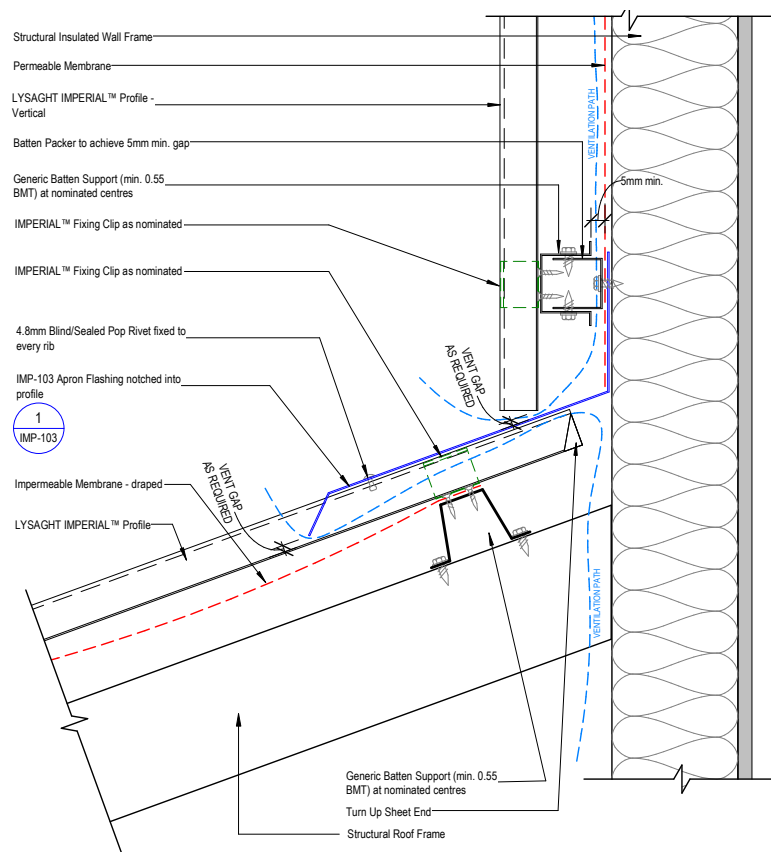 Structural Insulated Wall Frame
Permeable Membrane
LYSAGHT IMPERIAL™ Profile -
Vertical
Batten Packer to achieve 5mm min. gap
Generic Batten Support (min. 0.55
BMT) at nominated centres
IMPERIAL™ Fixing Clip as nominated
IMPERIAL™ Fixing Clip as nominated
4.8mm Blind/Sealed Pop Rivet fixed to
every rib
IMP-103 Apron Flashing notched into
profile
1
IMP-103
Impermeable Membrane - draped
LYSAGHT IMPERIAL™ Profile
VENT GAP
AS REQUIRED
VENT GAP
AS REQUIRED
VENTILATION PATH
5mm min.
VENTILATION PATH
Generic Batten Support (min. 0.55
BMT) at nominated centres
Turn Up Sheet End
Structural Roof Frame